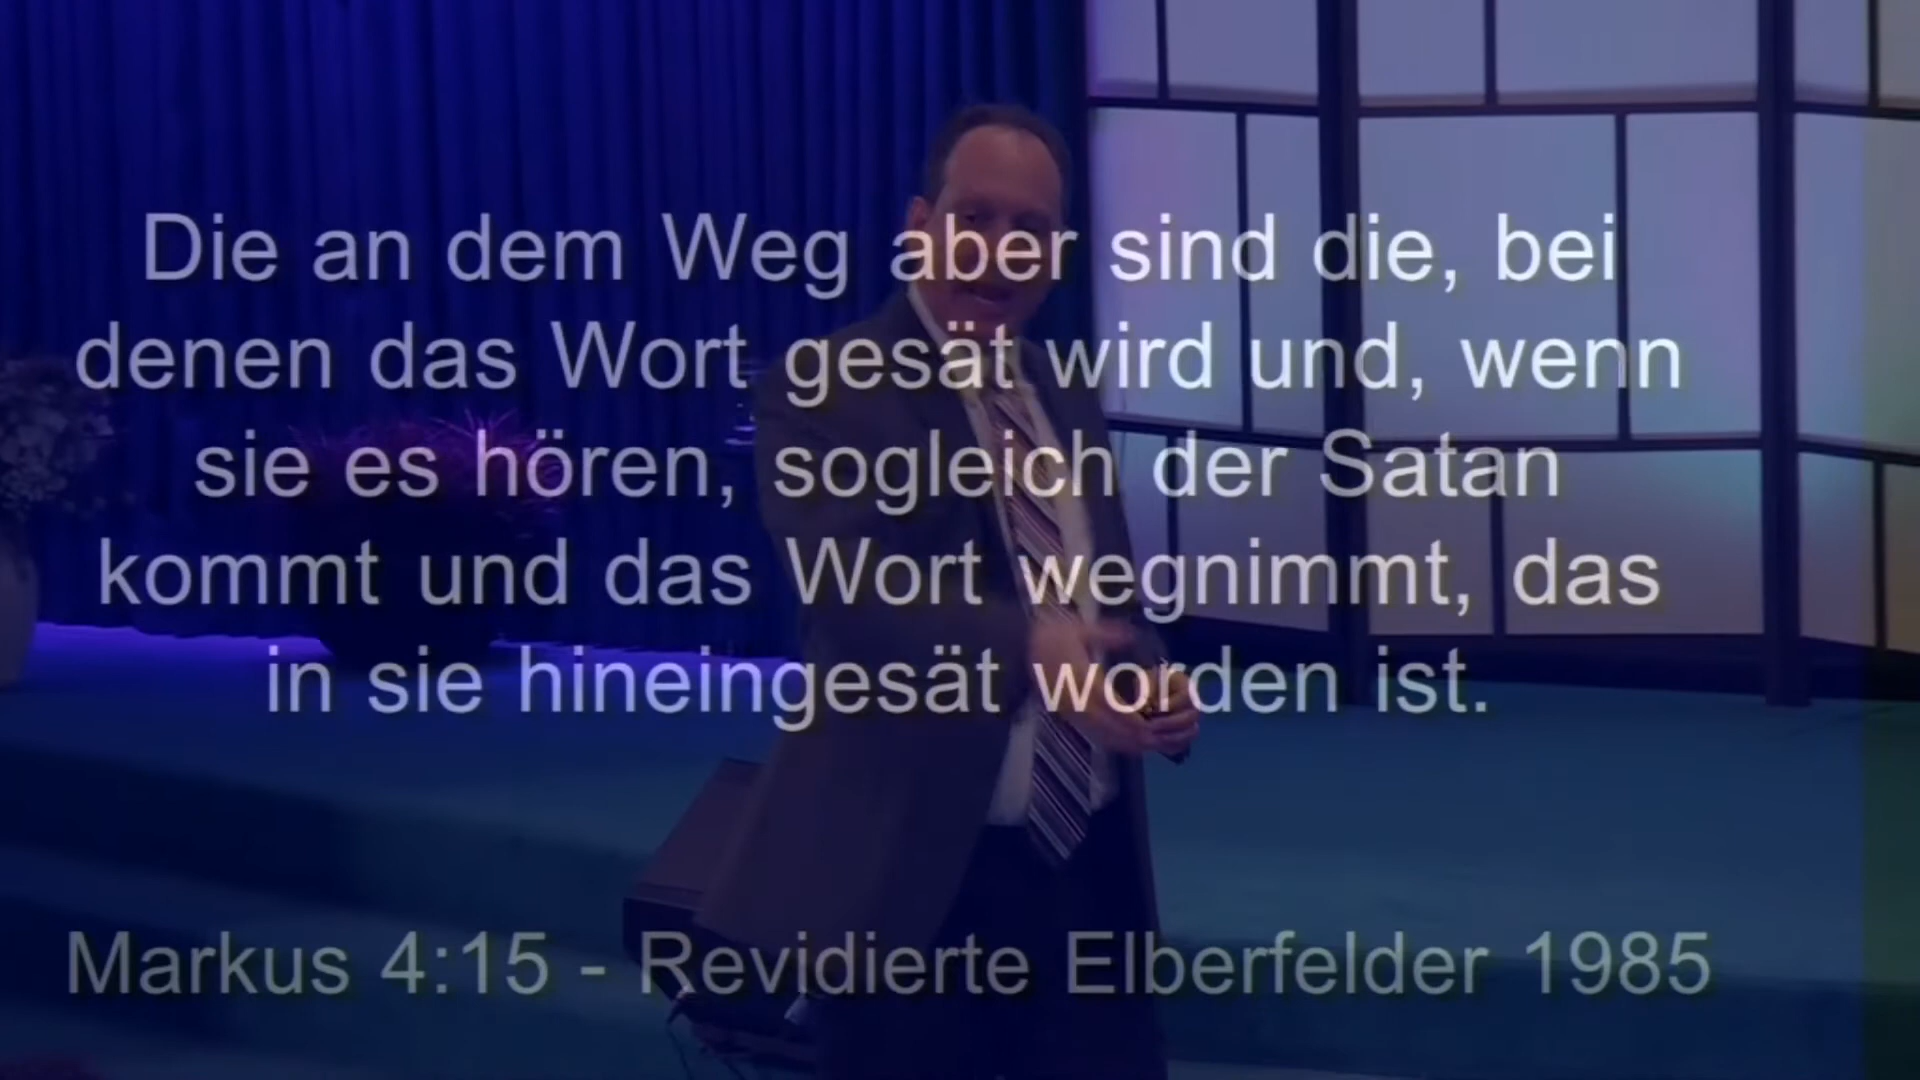 Die an dem Weg aber sind die, bei
denen das Wort gesät wird und, wenn
sie es hören, sogleich der Satan
kommt und das Wort wegnimmt, das
in sie hineingesät worden ist.
Markus 4:15 - Revidierte Elberfelder 1985